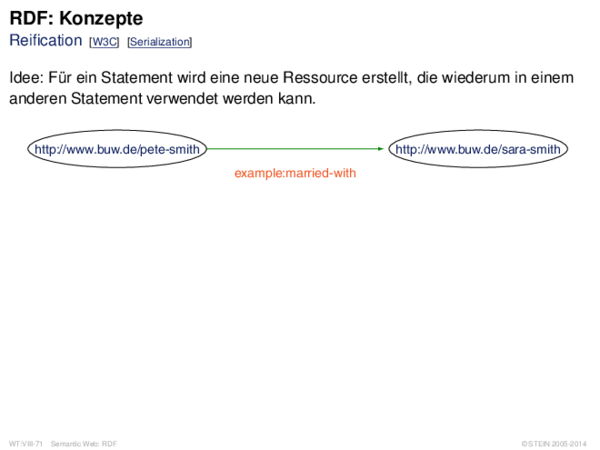 RDF: Konzepte
Reification [W3C] [Serialization]
Idee: Für ein Statement wird eine neue Ressource erstellt, die wiederum in einem
anderen Statement verwendet werden kann.
http://www.buw.de/pete-smith http://www.buw.de/sara-smith
example:married-with
WT:VIII-71 Semantic Web: RDF © STEIN 2005-2014